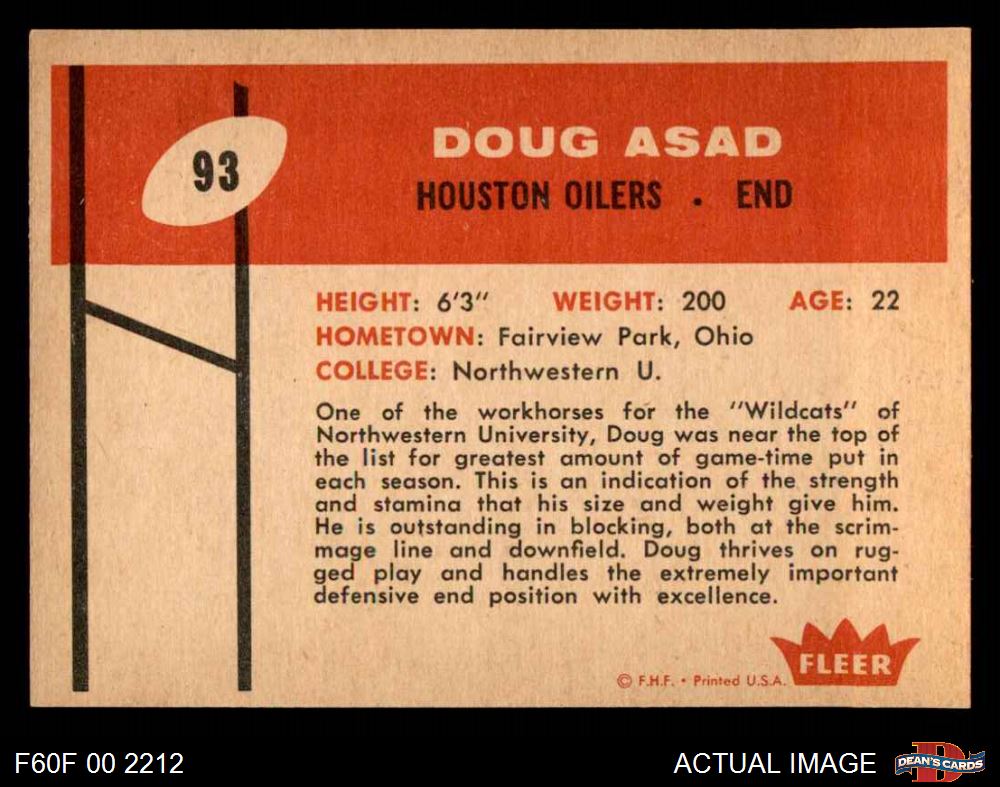 93
DOUG ASAD
HOUSTON OILERS . END
HEIGHT: 6'3" WEIGHT: 200 AGE: 22
HOMETOWN: Fairview Park, Ohio
COLLEGE: Northwestern U.
One of the workhorses for the "Wildcats" of
Northwestern University, Doug was near the top of
the list for greatest amount of game-time put in
each season. This is an indication of the strength
and stamina that his size and weight give him.
He is outstanding in blocking, both at the scrim-
mage line and downfield. Doug thrives on rug-
ged play and handles the extremely important
defensive end position with excellence.
FLEER
© F.H.F. • Printed U.S.A.
F60F 00 2212
ACTUAL IMAGE
D
DEAN'S CARDS